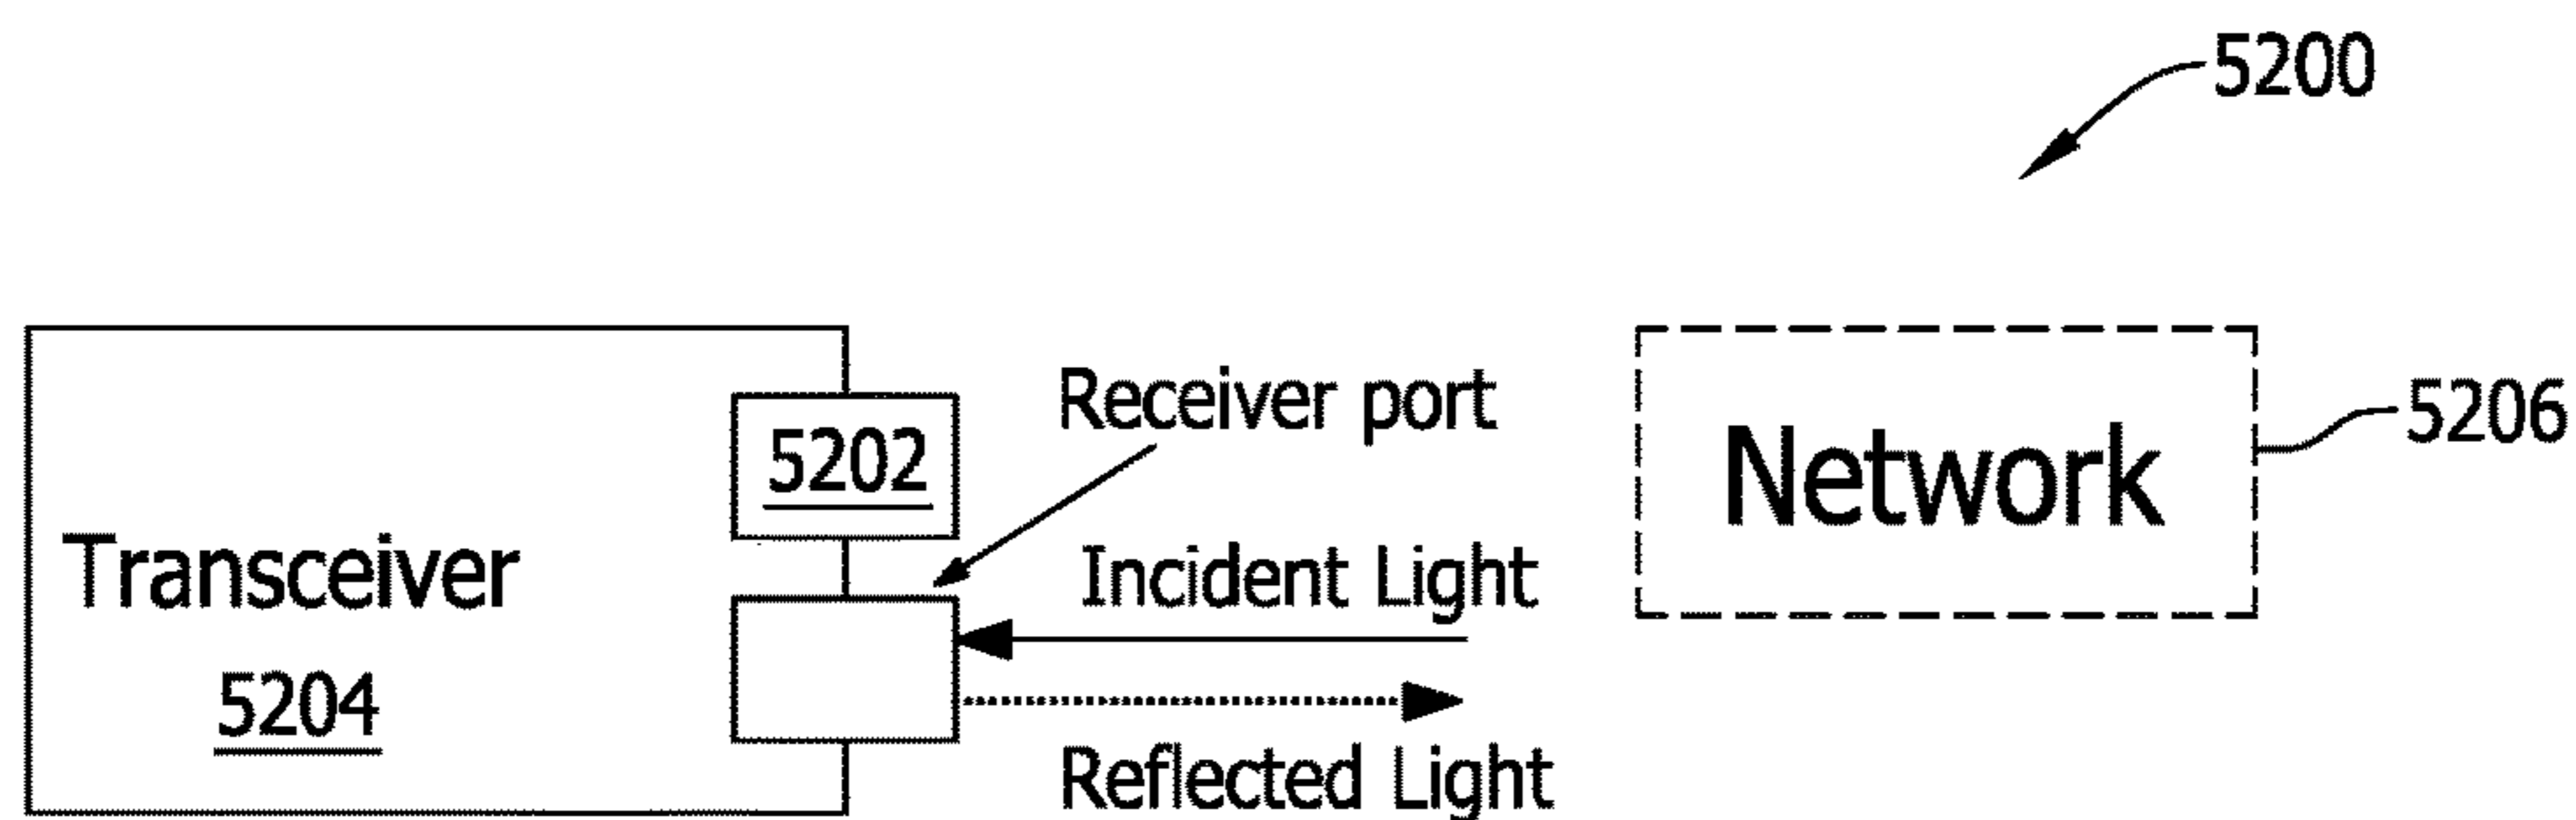 5200
5202
Receiver port
Network
5206
Transceiver
5204
Incident Light
Reflected Light